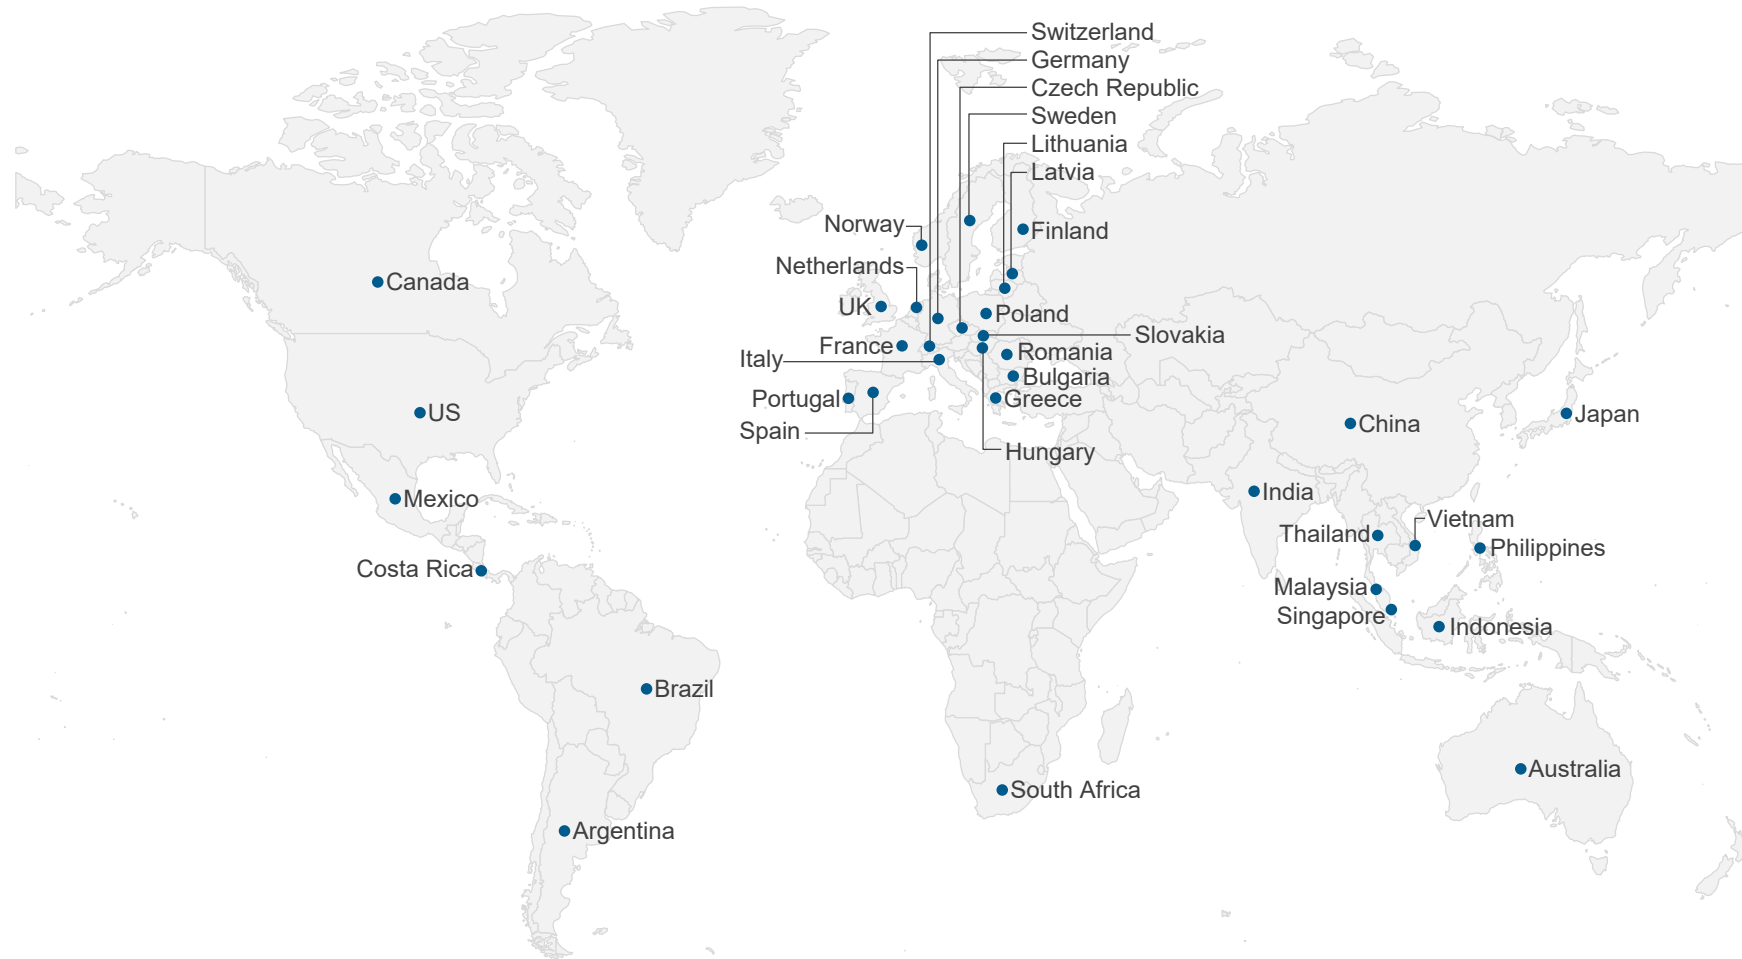 Switzerland
Germany
Czech Republic
Sweden
Lithuania
Latvia
Norway
Finland
Netherlands
Canada
UK
Poland
Slovakia
France
Romania
Italy
Bulgaria
Portugal
Greece
US
Japan
China
Spain
Hungary
India
Mexico
Vietnam
Thailand
Philippines
Costa Rica
Malaysia
Singapore
Indonesia
Brazil
Australia
South Africa
Argentina